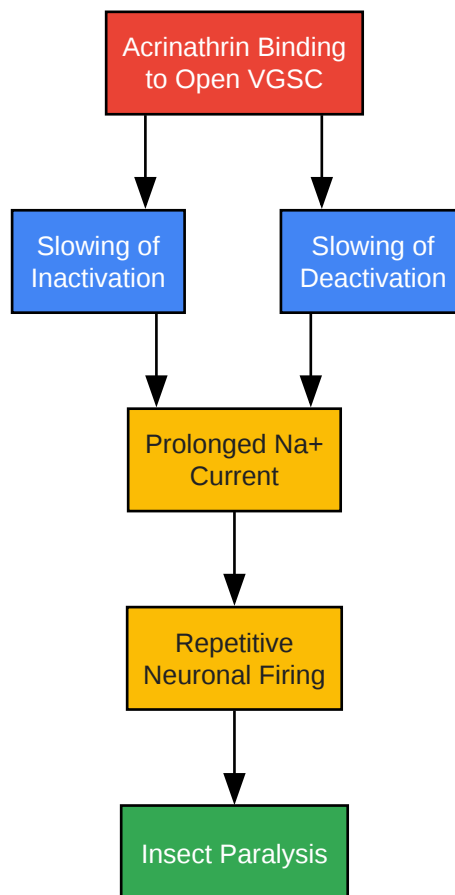 Acrinathrin Binding
to Open VGSC
Slowing of
Inactivation
Slowing of
Deactivation
Prolonged Na+
Current
Repetitive
Neuronal Firing
Insect Paralysis